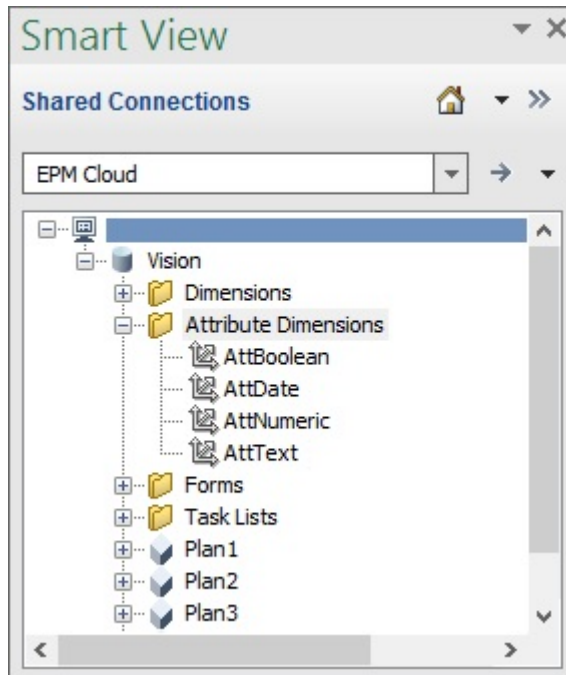 Smart View
Shared Connections
EPM Cloud
Vision
Dimensions
Attribute Dimensions
AttBoolean
AttDate
AttNumeric
AttText
Forms
Task Lists
Plan1
Plan2
Plan3